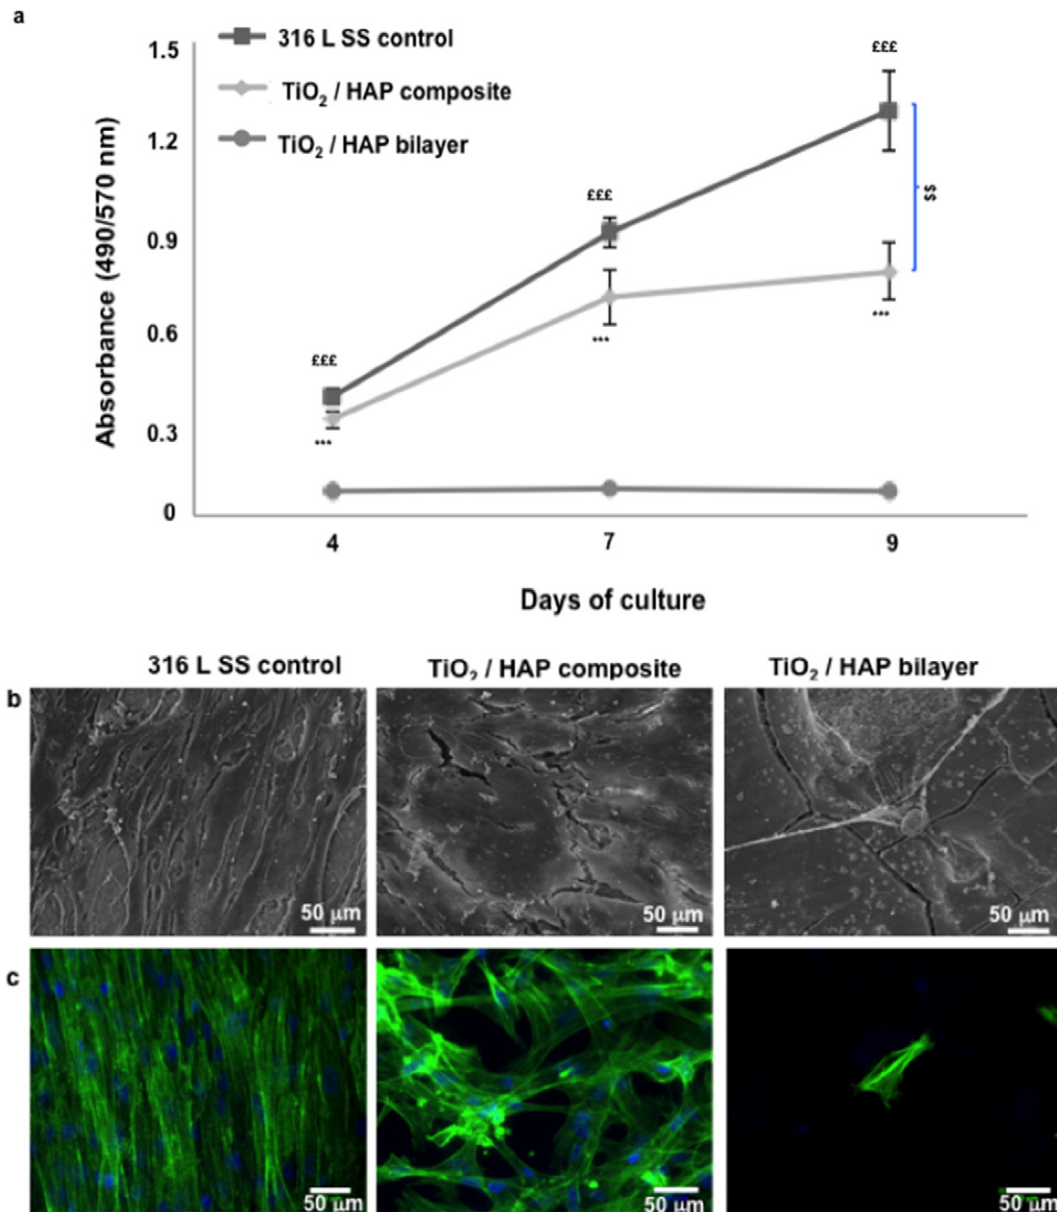 a
316 L SS control
TiO₂ / HAP composite
TiO₂ / HAP bilayer
Absorbance (490/570 nm)
1.5
1.2
0.9
0.6
0.3
0
£££
£££
£££
***
***
***
$$
4 7 9
Days of culture
316 L SS control TiO₂ / HAP composite TiO₂ / HAP bilayer
b
50 µm 50 µm 50 µm
c
50 µm 50 µm 50 µm